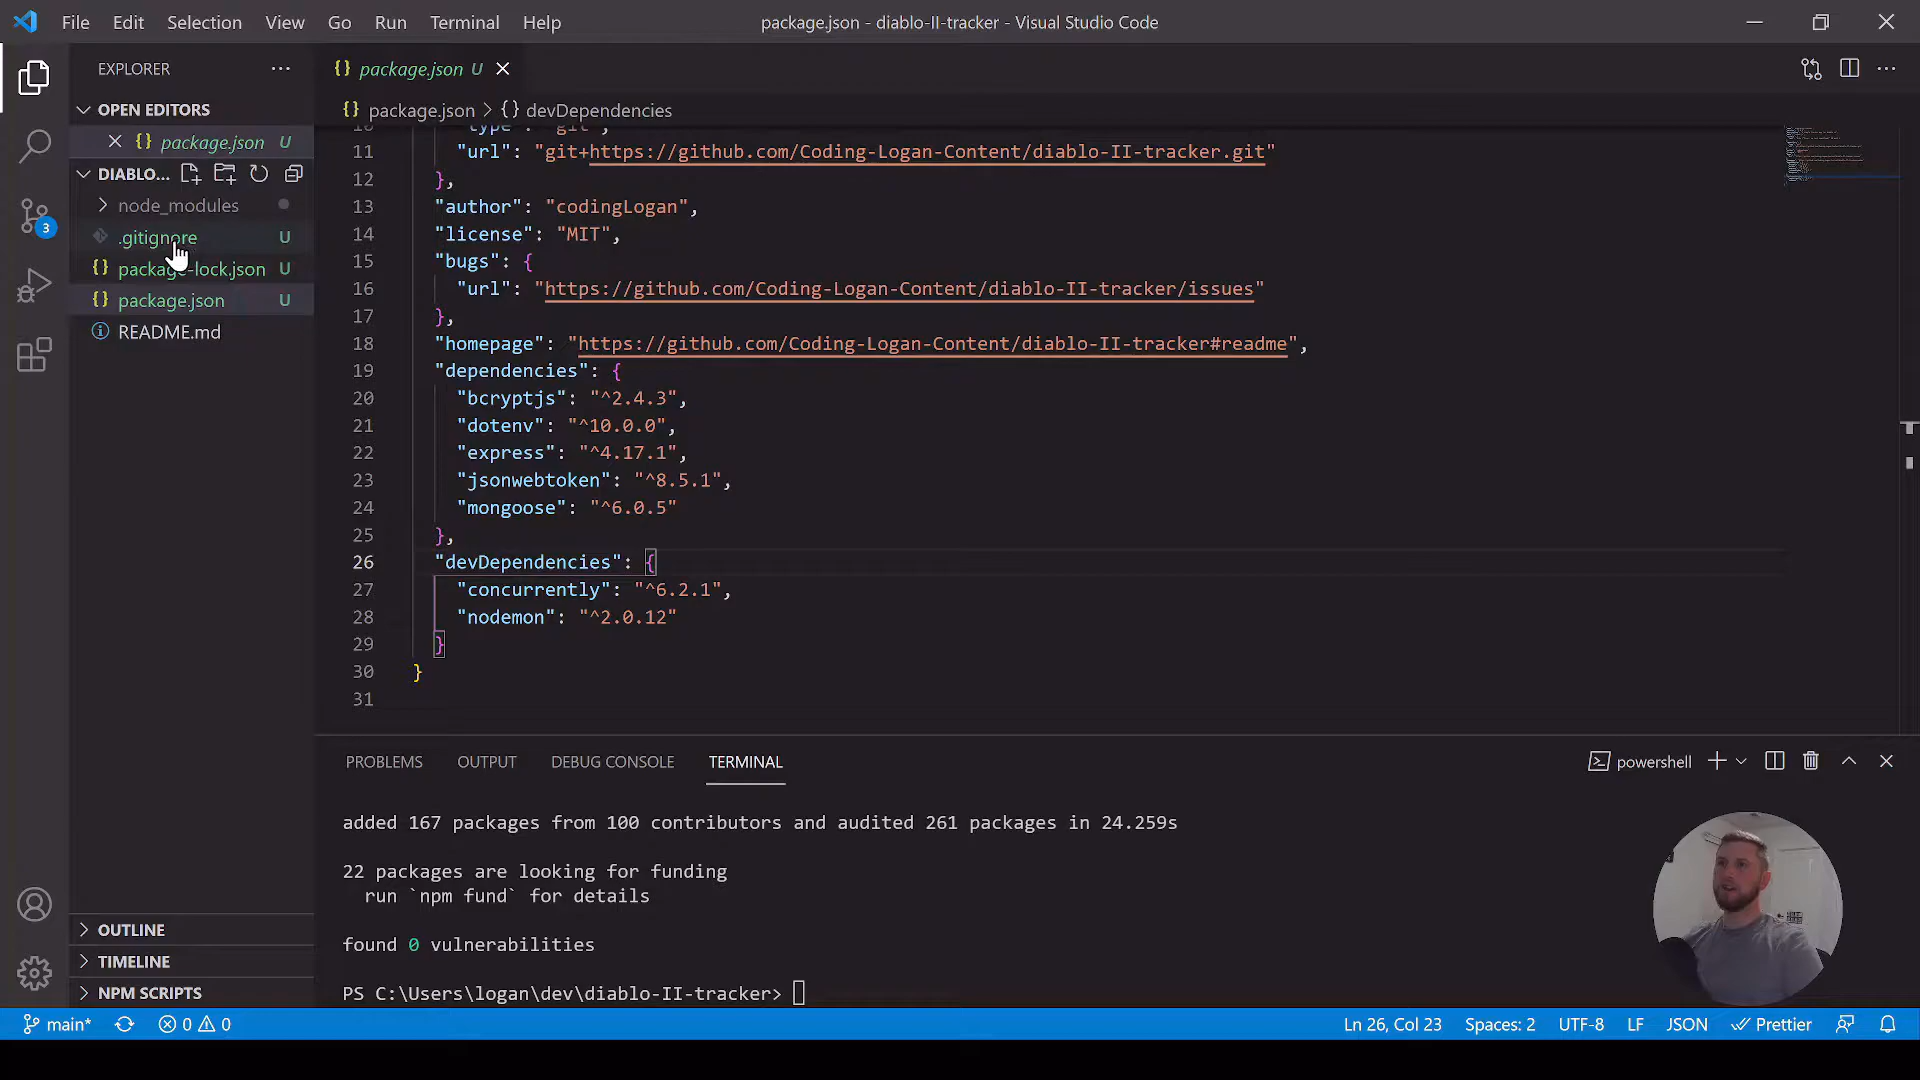 File Edit Selection View Go Run Terminal Help
package.json - diablo-II-tracker - Visual Studio Code
EXPLORER
OPEN EDITORS
package.json U
DIABLO...
node_modules
.gitignore U
package-lock.json U
package.json U
README.md
3
OUTLINE
TIMELINE
NPM SCRIPTS
package.json U
package.json > {} devDependencies
10 "type": "git",
11 "url": "git+https://github.com/Coding-Logan-Content/diablo-II-tracker.git"
12 },
13 "author": "codingLogan",
14 "license": "MIT",
15 "bugs": {
16 "url": "https://github.com/Coding-Logan-Content/diablo-II-tracker/issues"
17 },
18 "homepage": "https://github.com/Coding-Logan-Content/diablo-II-tracker#readme",
19 "dependencies": {
20 "bcryptjs": "^2.4.3",
21 "dotenv": "^10.0.0",
22 "express": "^4.17.1",
23 "jsonwebtoken": "^8.5.1",
24 "mongoose": "^6.0.5"
25 },
26 "devDependencies": {
27 "concurrently": "^6.2.1",
28 "nodemon": "^2.0.12"
29 }
30 }
31
PROBLEMS OUTPUT DEBUG CONSOLE TERMINAL
powershell
added 167 packages from 100 contributors and audited 261 packages in 24.259s
22 packages are looking for funding
run `npm fund` for details
found 0 vulnerabilities
PS C:\Users\logan\dev\diablo-II-tracker>
main* 0 0
Ln 26, Col 23 Spaces: 2 UTF-8 LF JSON Prettier